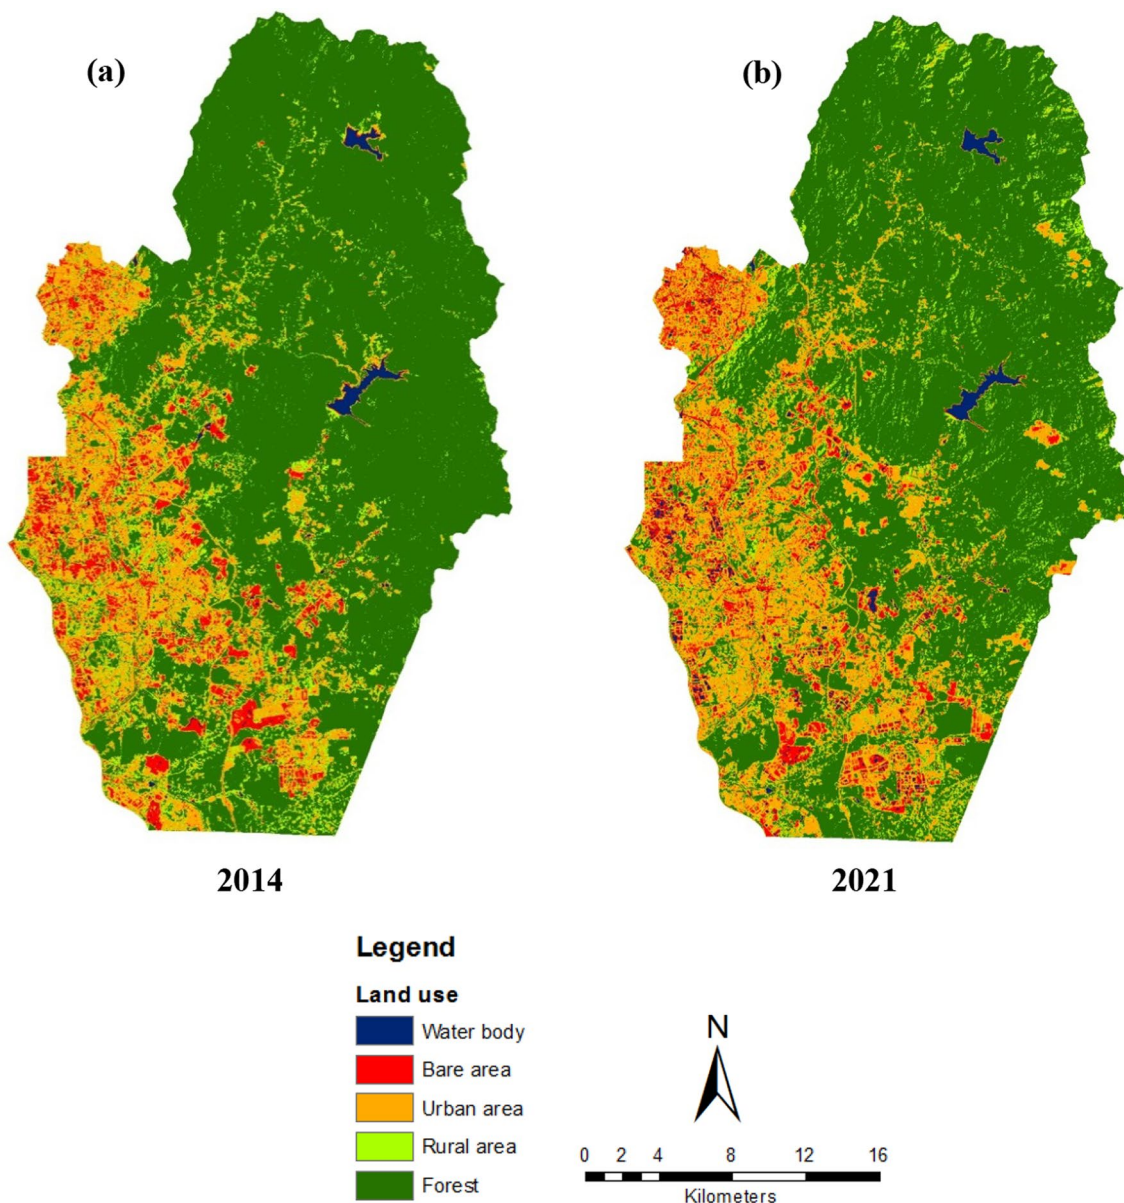 (a)
(b)
2014
2021
Legend
Land use
Water body
Bare area
Urban area
Rural area
Forest
N
0 2 4 8 12 16
Kilometers